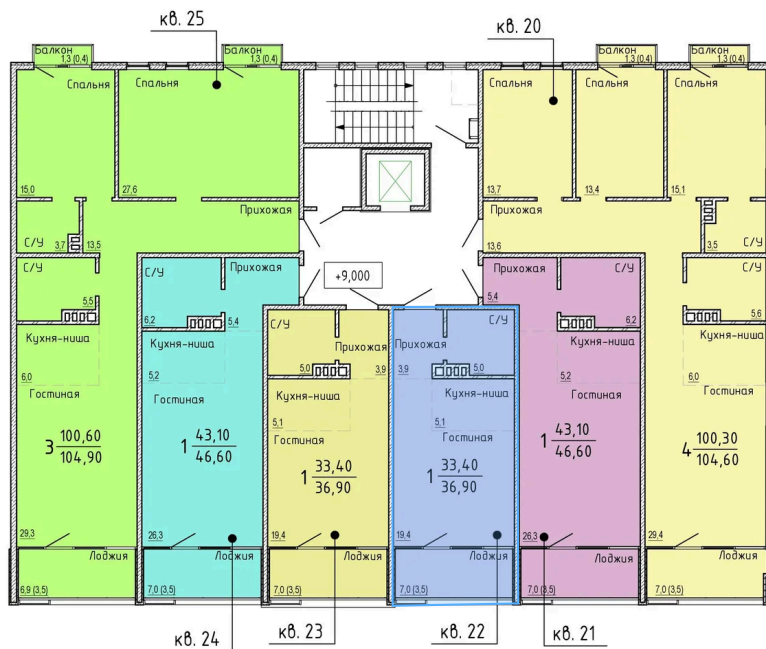 кв. 25
кв. 20
Балкон
1,3 (0,4)
Балкон
1,3 (0,4)
Балкон
1,3 (0,4)
Балкон
1,3 (0,4)
Спальня
Спальня
Спальня
Спальня
Спальня
15,0
27,6
13,7
13,4
15,1
С/У
3,7
13,5
Прихожая
Прихожая
13,6
3,5
С/У
5,5
С/У
6,2
Прихожая
5,4
+9,000
Прихожая
5,4
С/У
6,2
С/У
5,6
С/У
5,0
Прихожая
3,9
Прихожая
3,9
С/У
5,0
Кухня-ниша
6,0
Кухня-ниша
5,2
Кухня-ниша
5,1
Кухня-ниша
5,1
Кухня-ниша
5,2
Кухня-ниша
6,0
Гостиная
Гостиная
Гостиная
Гостиная
Гостиная
Гостиная
3 100,60
104,90
1 43,10
46,60
1 33,40
36,90
1 33,40
36,90
1 43,10
46,60
4 100,30
104,60
29,3
26,3
19,4
19,4
26,3
29,4
Лоджия
6,9 (3,5)
Лоджия
7,0 (3,5)
Лоджия
7,0 (3,5)
Лоджия
7,0 (3,5)
Лоджия
7,0 (3,5)
Лоджия
7,0 (3,5)
кв. 24
кв. 23
кв. 22
кв. 21